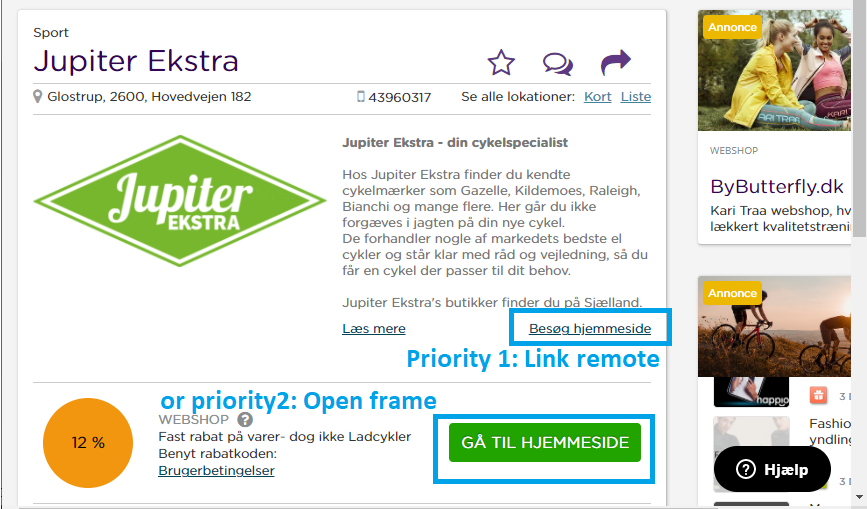 Sport
Jupiter Ekstra
Glostrup, 2600, Hovedvejen 182
43960317
Se alle lokationer: Kort Liste
Jupiter
EKSTRA
Jupiter Ekstra - din cykelspecialist
Hos Jupiter Ekstra finder du kendte
cykelmærker som Gazelle, Kildemoes, Raleigh,
Bianchi og mange flere. Her går du ikke
forgæves i jagten på din nye cykel.
De forhandler nogle af markedets bedste el
cykler og står klar med råd og vejledning, så du
får en cykel der passer til dit behov.
Jupiter Ekstra's butikker finder du på Sjælland.
Læs mere
Besøg hjemmeside
Priority 1: Link remote
or priority2: Open frame
12 %
WEBSHOP ?
Fast rabat på varer- dog ikke Ladcykler
Benyt rabatkoden:
Brugerbetingelser
GÅ TIL HJEMMESIDE
Annonce
KARI TRAA
WEBSHOP
ByButterfly.dk
Kari Traa webshop, hv
lækkert kvalitetstrænin
Annonce
happii
3
Fashio
yndling
? Hjælp
3